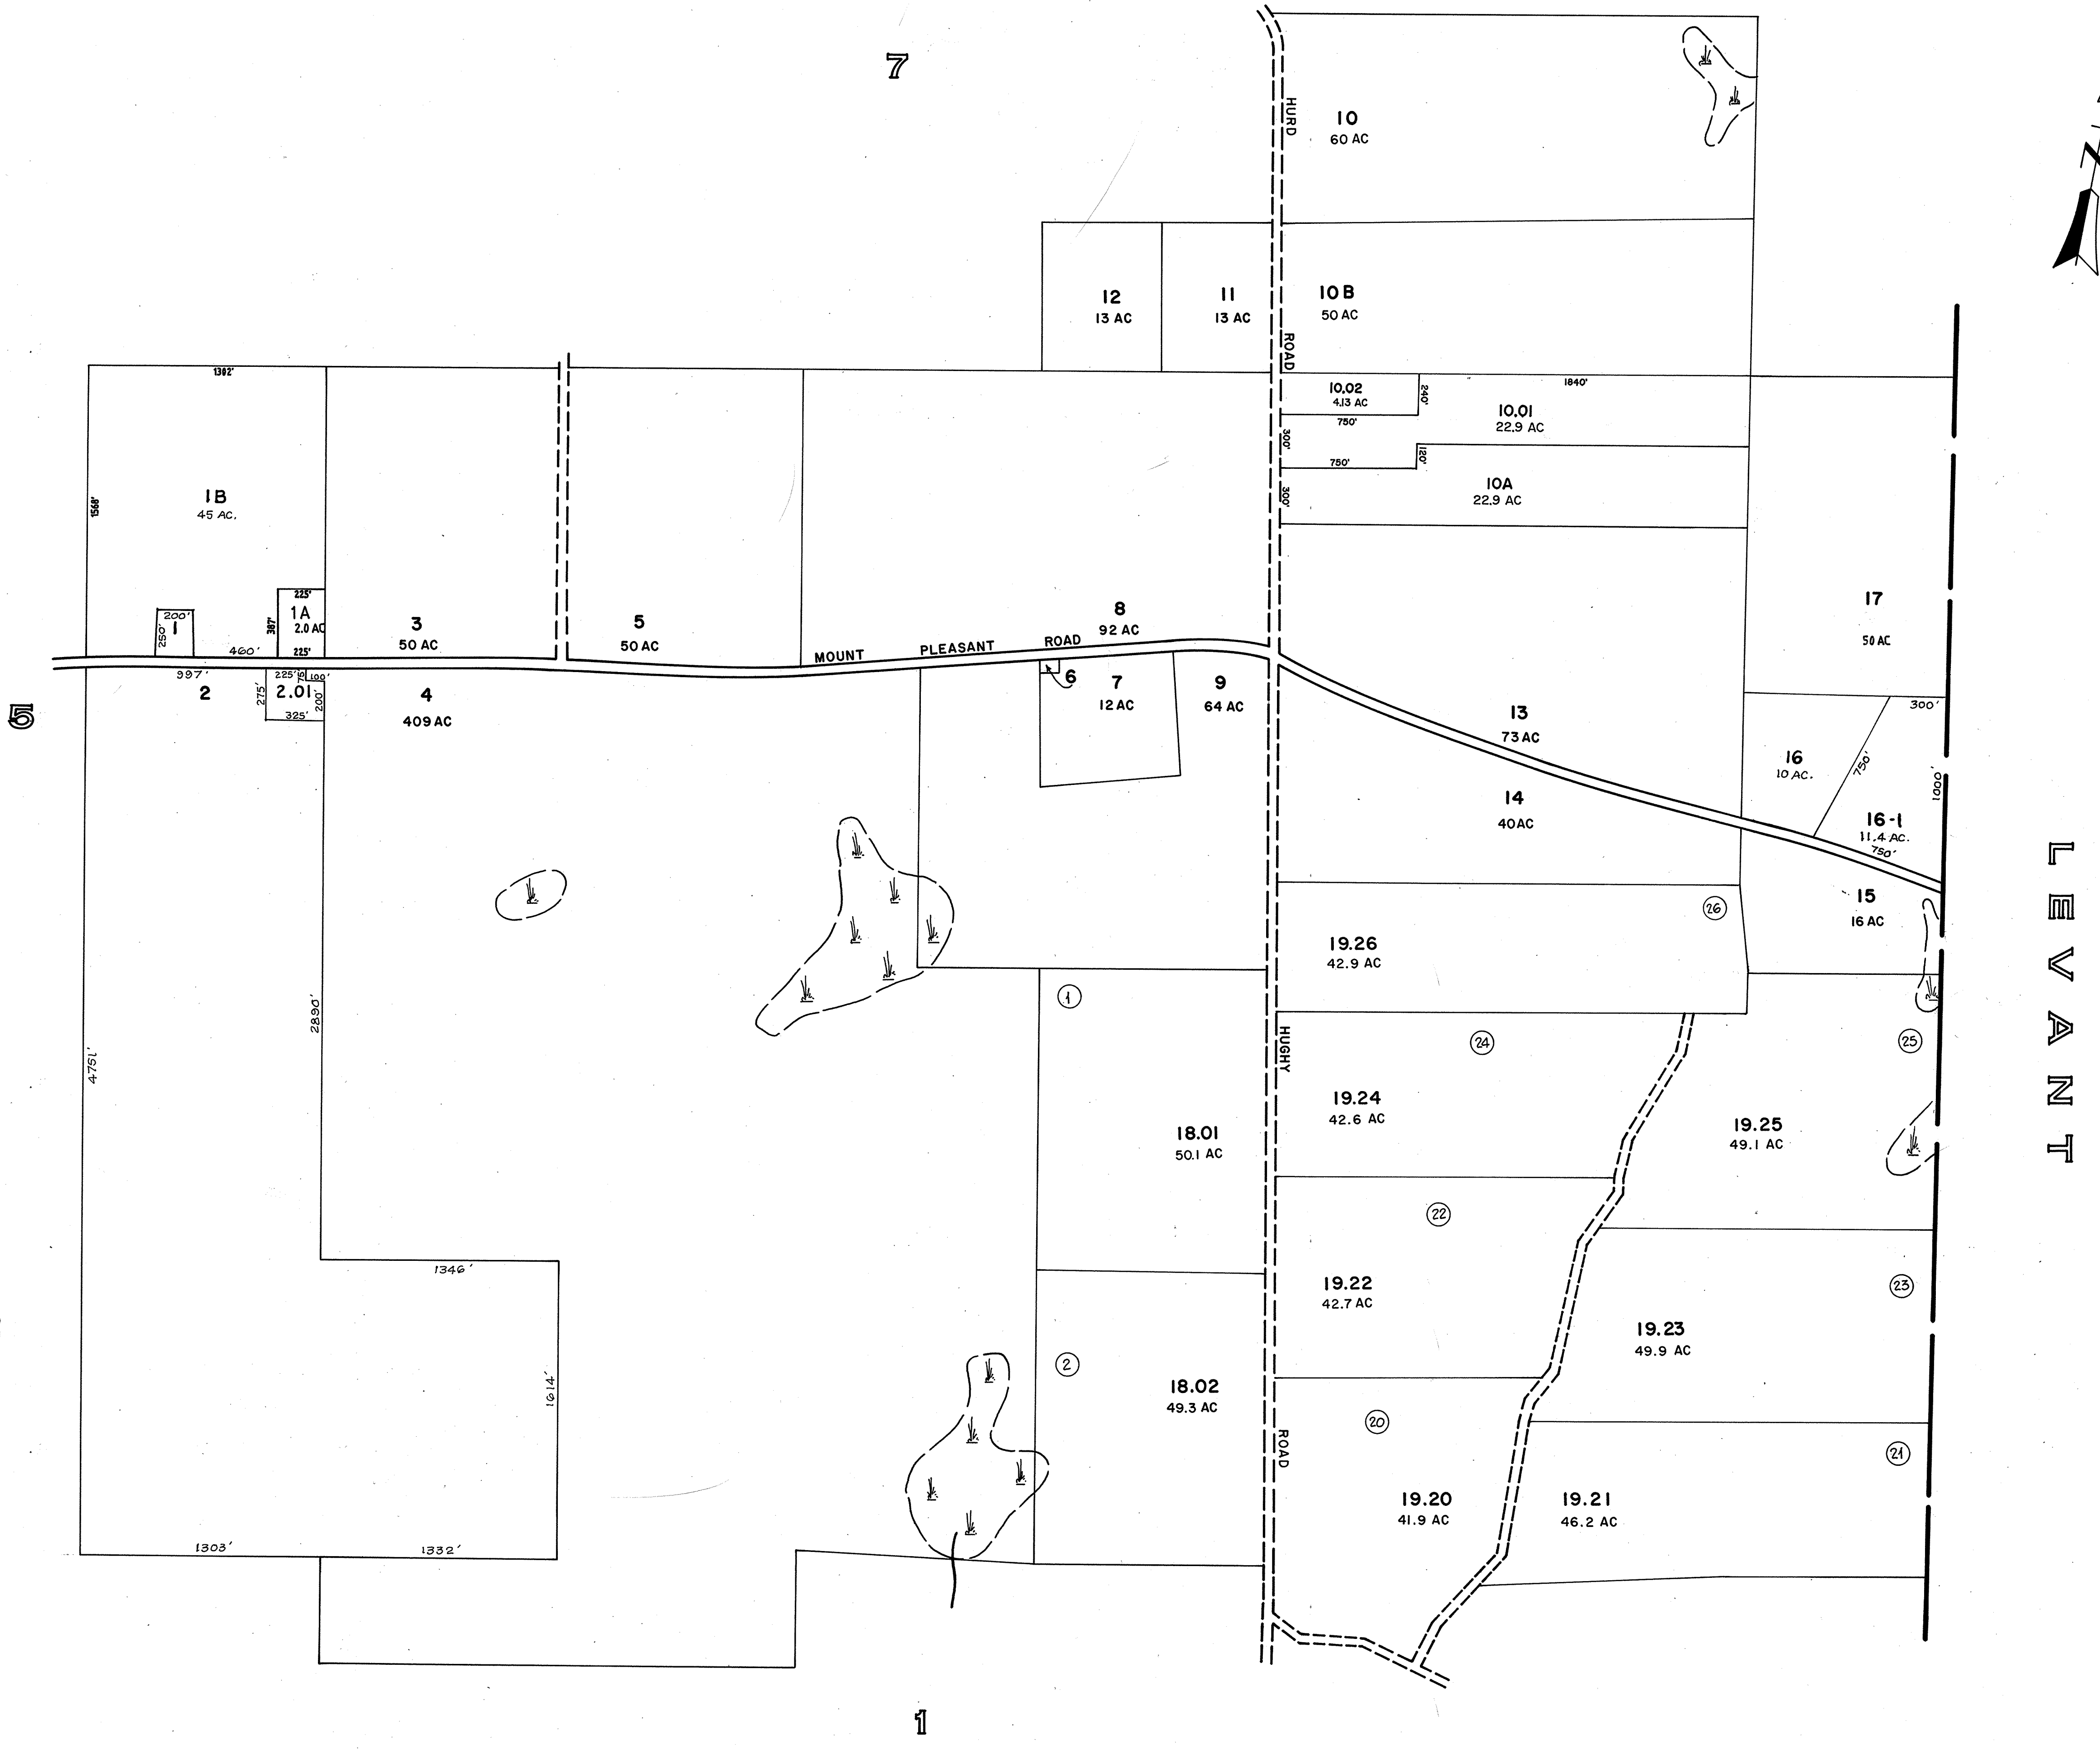 7
N
HURD
ROAD
10
60 AC
12
13 AC
11
13 AC
10B
50 AC
1302'
1568'
1B
45 AC.
10.02
4.13 AC
240'
750'
1840'
10.01
22.9 AC
300'
750'
120'
10A
22.9 AC
300'
200'
250'
1
225'
1A
2.0 AC
387'
225'
460'
3
50 AC
5
50 AC
8
92 AC
MOUNT PLEASANT ROAD
17
50 AC
5
997'
2
225'
75'
100'
2.01
275'
200'
325'
4
409 AC
6
7
12 AC
9
64 AC
13
73 AC
14
40 AC
300'
16
10 AC.
750'
1000'
16-1
11.4 AC.
750'
15
16 AC
LEVANT
26
19.26
42.9 AC
2890'
4751'
1
HUGHY
ROAD
24
25
19.24
42.6 AC
18.01
50.1 AC
19.25
49.1 AC
22
1346'
19.22
42.7 AC
23
19.23
49.9 AC
2
18.02
49.3 AC
1614'
20
21
19.20
41.9 AC
19.21
46.2 AC
1303'
1332'
1